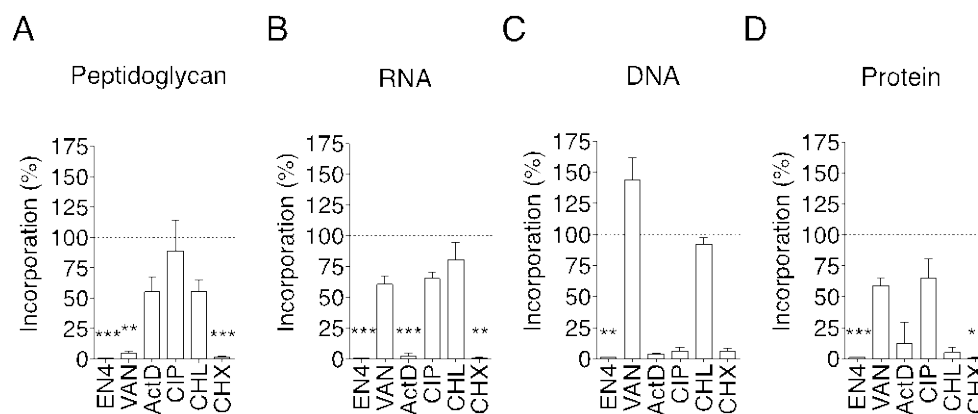 A
B
C
D
Peptidoglycan
RNA
DNA
Protein
Incorporation (%)
175
150
125
100
75
50
25
0
*** ** ***
EN4 VAN ActD CIP CHL CHX
Incorporation (%)
175
150
125
100
75
50
25
0
*** *** **
EN4 VAN ActD CIP CHL CHX
Incorporation (%)
175
150
125
100
75
50
25
0
**
EN4 VAN ActD CIP CHL CHX
Incorporation (%)
175
150
125
100
75
50
25
0
*** *
EN4 VAN ActD CIP CHL CHX